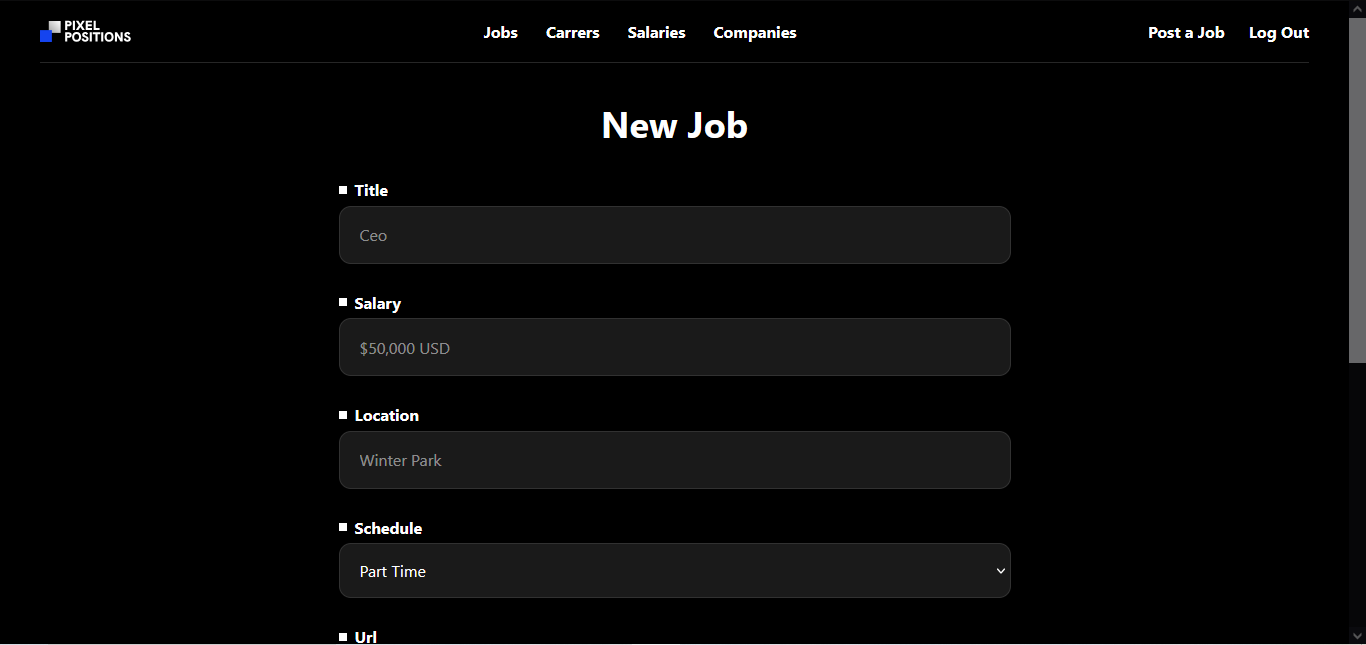 PIXEL
POSITIONS
Jobs Carrers Salaries Companies Post a Job Log Out
New Job
Title
Ceo
Salary
$50,000 USD
Location
Winter Park
Schedule
Part Time
Url